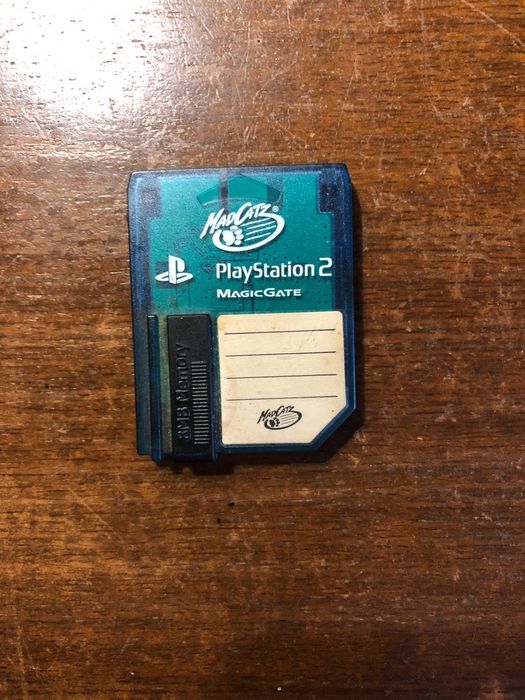 MADCATZ®
PlayStation 2
MAGICGATE
8MB Memory
MADCATZ